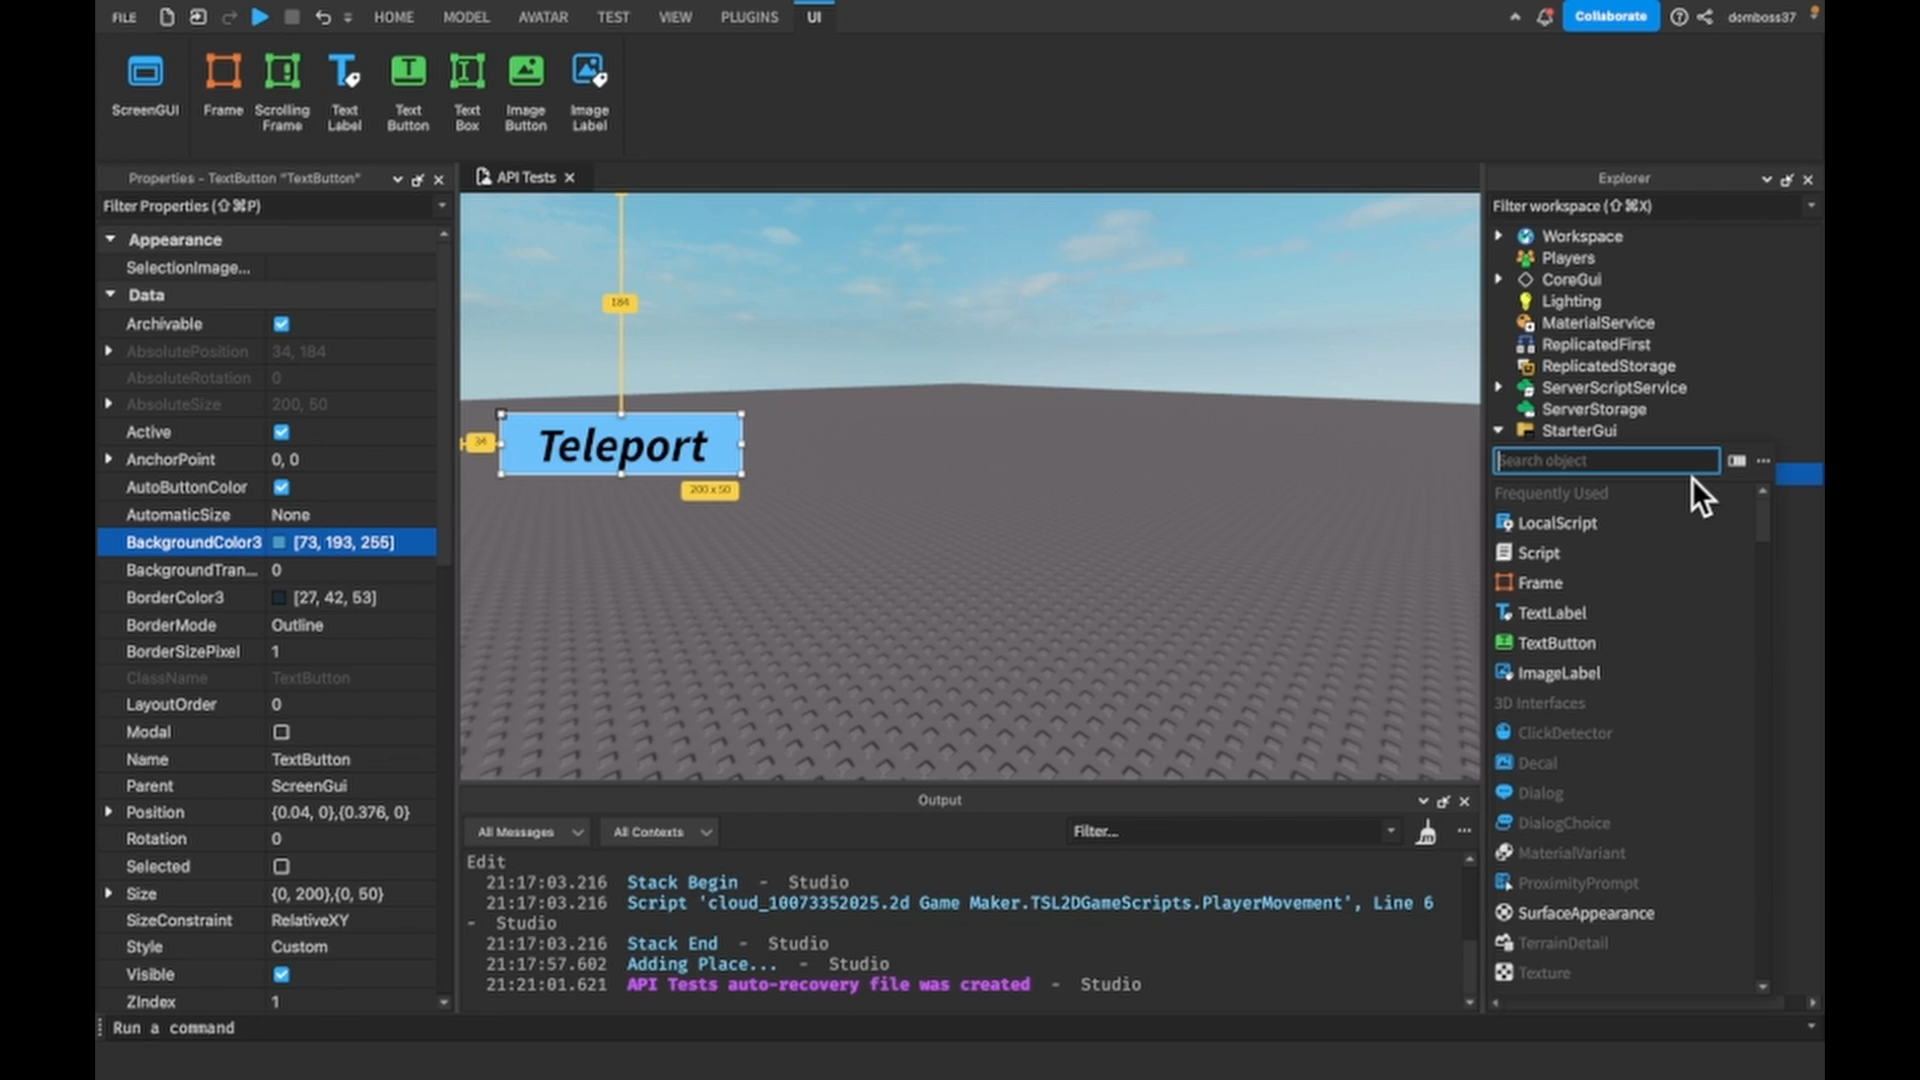 FILE HOME MODEL AVATAR TEST VIEW PLUGINS UI Collaborate domboss37
ScreenGUI Frame Scrolling Frame Text Label Text Button Text Box Image Button Image Label
Properties - TextButton "TextButton"
Filter Properties (⇧⌘P)
Appearance
SelectionImage...
Data
Archivable
AbsolutePosition 34, 184
AbsoluteRotation 0
AbsoluteSize 200, 50
Active
AnchorPoint 0, 0
AutoButtonColor
AutomaticSize None
BackgroundColor3 [73, 193, 255]
BackgroundTran... 0
BorderColor3 [27, 42, 53]
BorderMode Outline
BorderSizePixel 1
ClassName TextButton
LayoutOrder 0
Modal
Name TextButton
Parent ScreenGui
Position {0.04, 0},{0.376, 0}
Rotation 0
Selected
Size {0, 200},{0, 50}
SizeConstraint RelativeXY
Style Custom
Visible
ZIndex 1
API Tests
184
34
Teleport
200 x 50
Output
All Messages All Contexts Filter...
Edit
21:17:03.216 Stack Begin - Studio
21:17:03.216 Script 'cloud_10073352025.2d Game Maker.TSL2DGameScripts.PlayerMovement', Line 6
- Studio
21:17:03.216 Stack End - Studio
21:17:57.602 Adding Place... - Studio
21:21:01.621 API Tests auto-recovery file was created - Studio
Explorer
Filter workspace (⇧⌘X)
Workspace
Players
CoreGui
Lighting
MaterialService
ReplicatedFirst
ReplicatedStorage
ServerScriptService
ServerStorage
StarterGui
Search object
Frequently Used
LocalScript
Script
Frame
TextLabel
TextButton
ImageLabel
3D Interfaces
ClickDetector
Decal
Dialog
DialogChoice
MaterialVariant
ProximityPrompt
SurfaceAppearance
TerrainDetail
Texture
Run a command